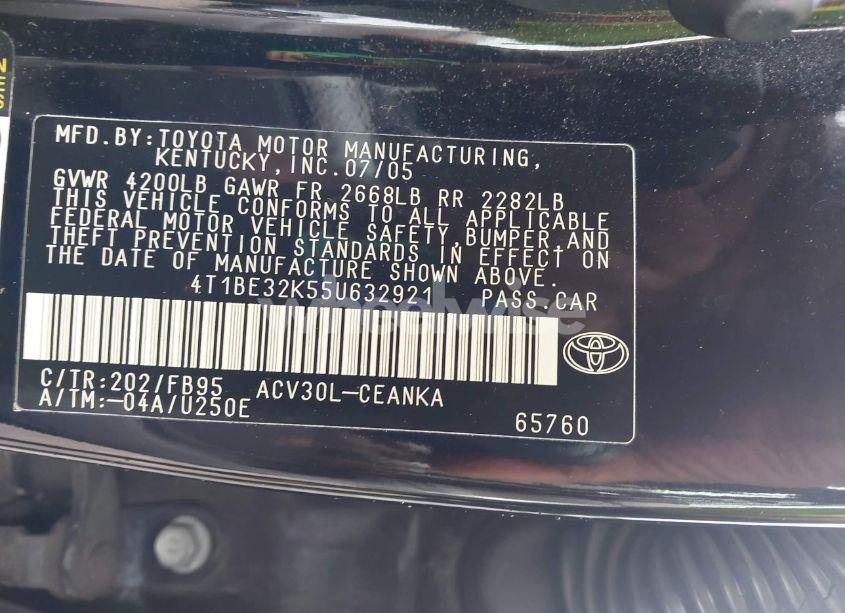 MFD. BY: TOYOTA MOTOR MANUFACTURING,
KENTUCKY, INC. 07/05
GVWR 4200LB GAWR FR 2668LB RR 2282LB
THIS VEHICLE CONFORMS TO ALL APPLICABLE
FEDERAL MOTOR VEHICLE SAFETY, BUMPER, AND
THEFT PREVENTION STANDARDS IN EFFECT ON
THE DATE OF MANUFACTURE SHOWN ABOVE.
4T1BE32K55U632921 PASS.CAR
wheelwise
C/TR: 202/FB95 ACV30L-CEANKA
A/TM: -04A/U250E
65760